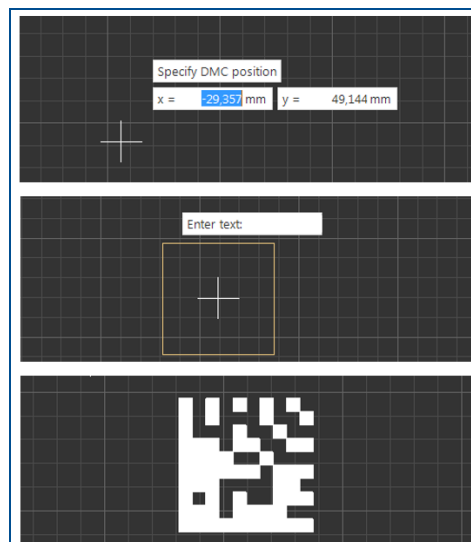 Specify DMC position
x = -29,357 mm y = 49,144 mm
Enter text: